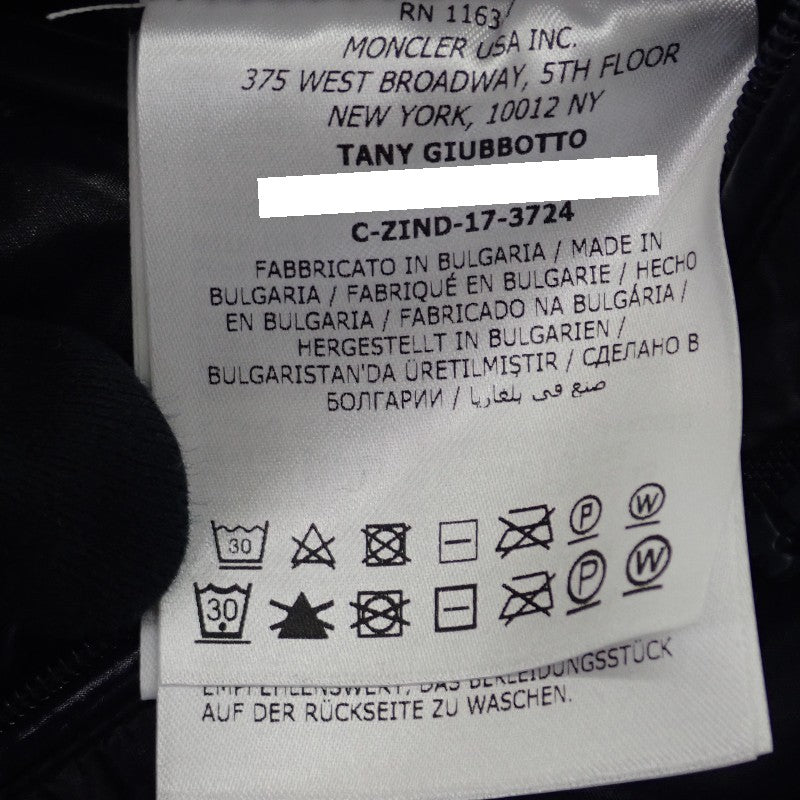 RN 1163
MONCLER USA INC.
375 WEST BROADWAY, 5TH FLOOR
NEW YORK, 10012 NY
TANY GIUBBOTTO
C-ZIND-17-3724
FABBRICATO IN BULGARIA / MADE IN
BULGARIA / FABRIQUÉ EN BULGARIE / HECHO
EN BULGARIA / FABRICADO NA BULGÁRIA /
HERGESTELLT IN BULGARIEN /
BULGARISTAN'DA ÜRETILMIŞTIR / СДЕЛАНО В
БОЛГАРИИ / صنع في بلغاريا
30 P W
30 P W
DAS BEKLEIDUNGSSTÜCK
AUF DER RÜCKSEITE ZU WASCHEN.